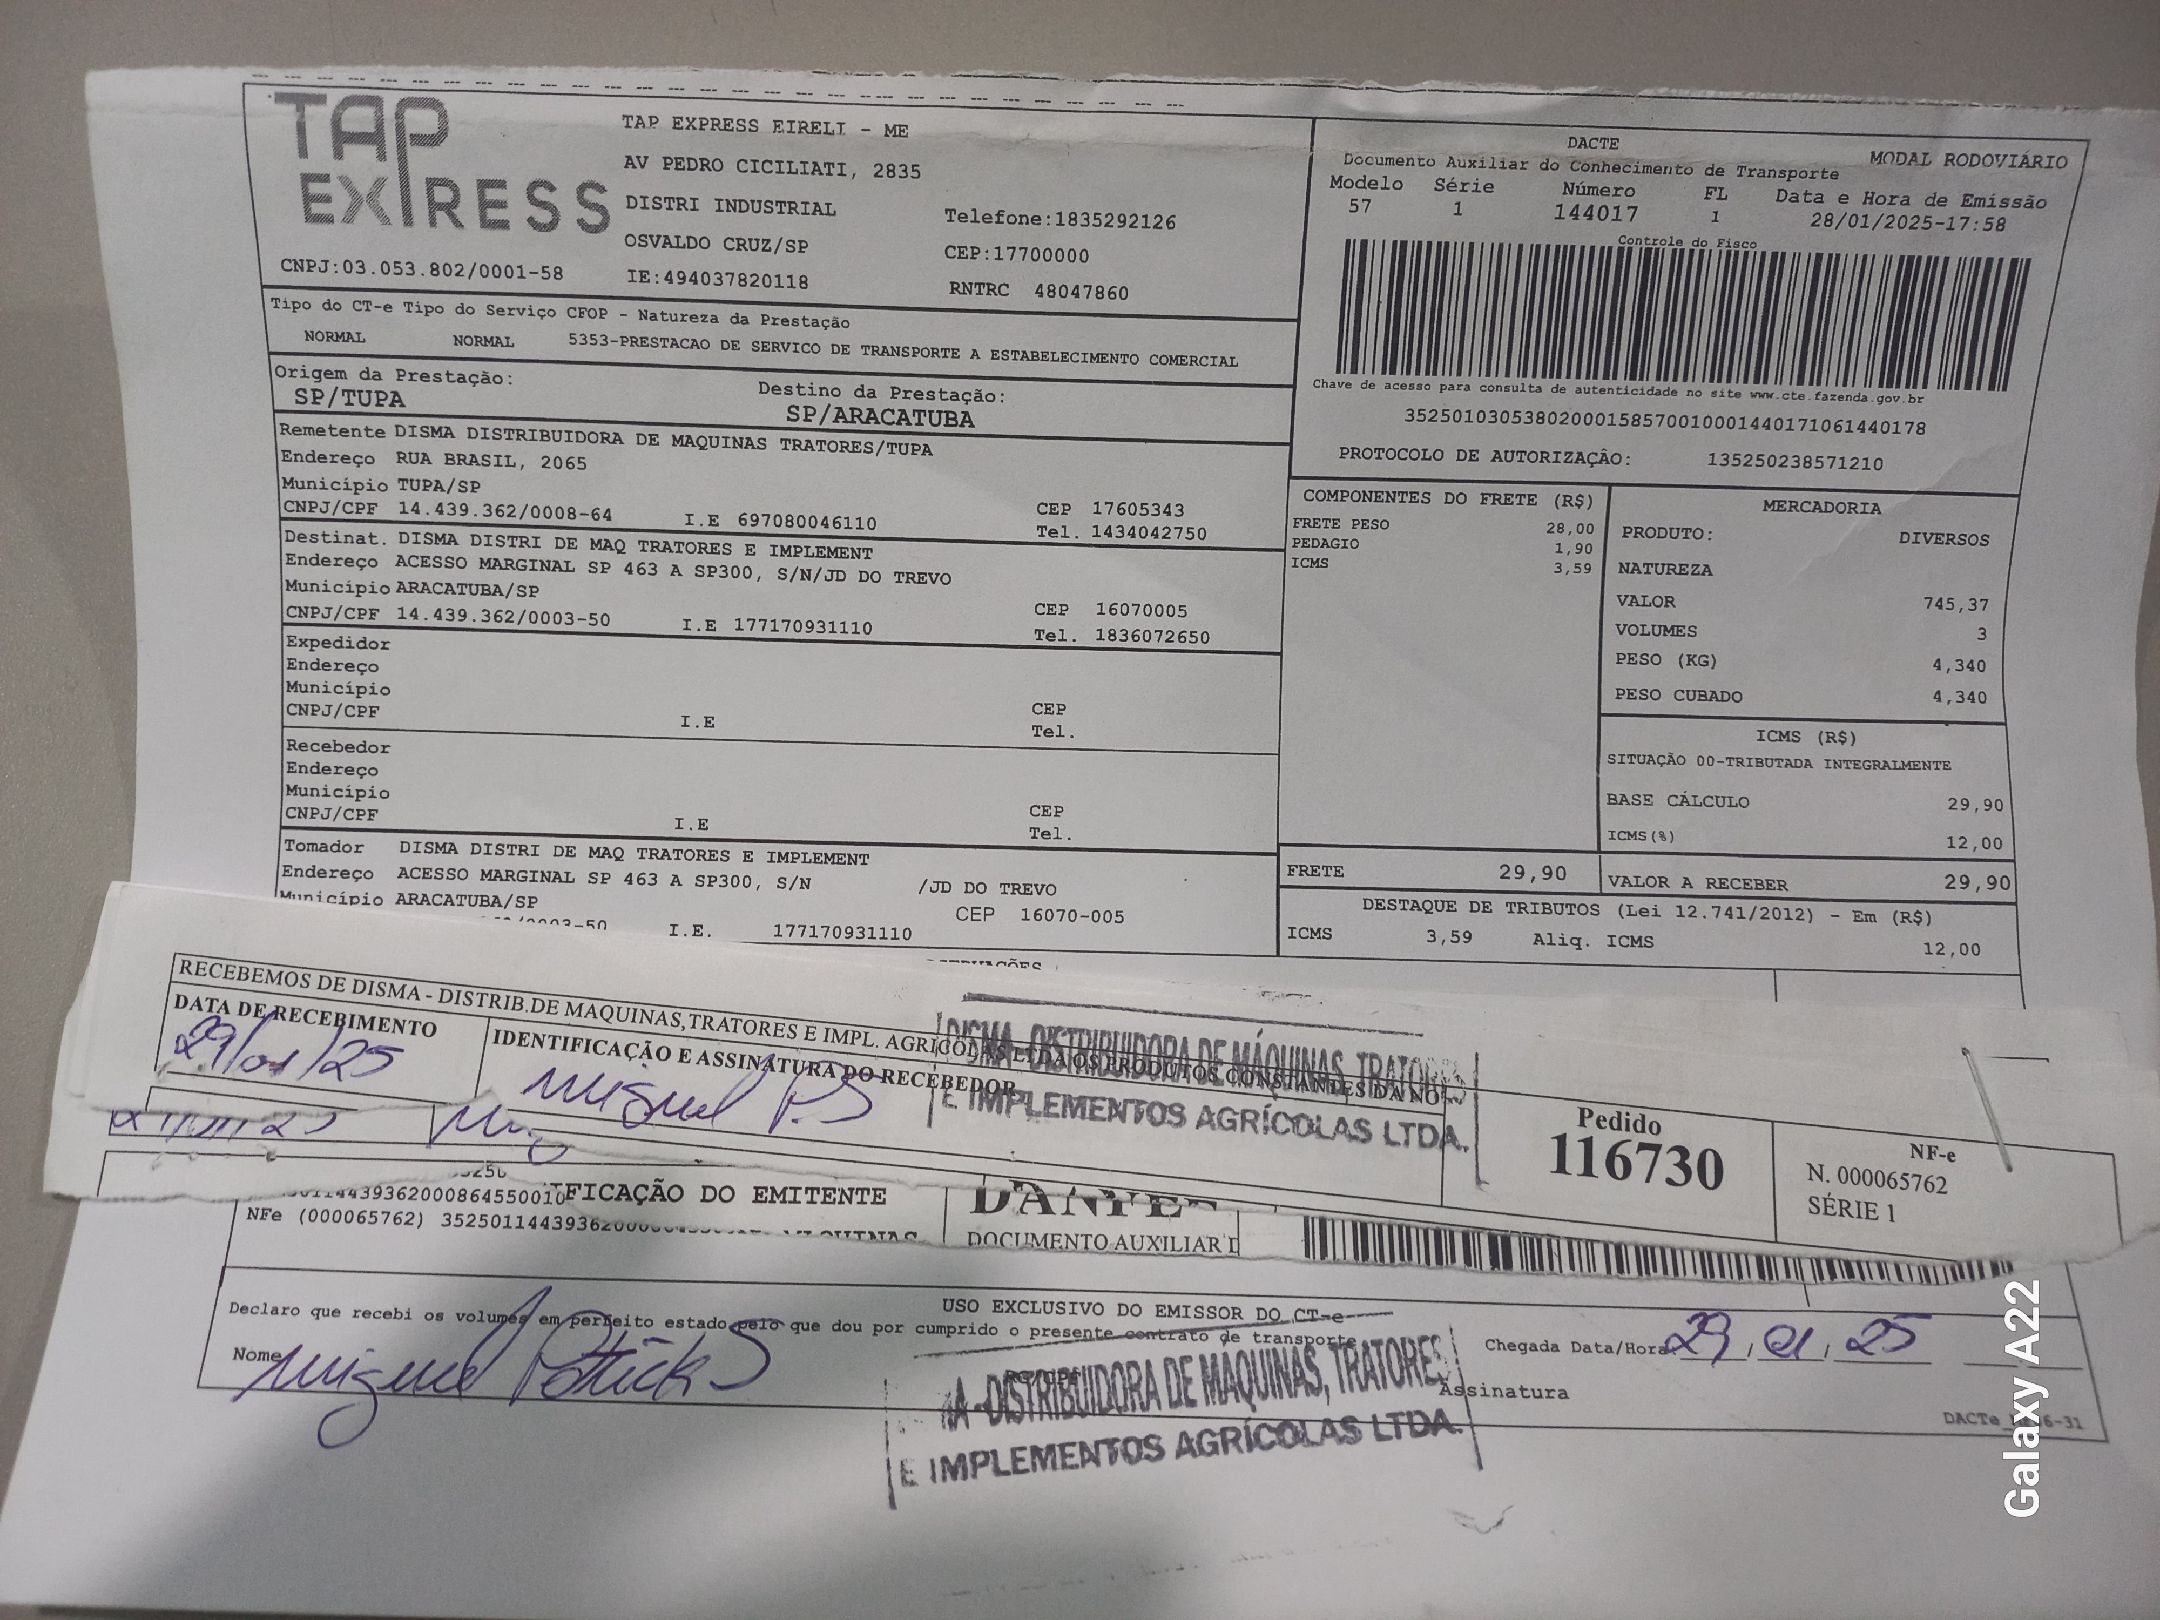 TAP EXPRESS
TAP EXPRESS EIRELI - ME
AV PEDRO CICILIATI, 2835
DISTRI INDUSTRIAL
Telefone:1835292126
OSVALDO CRUZ/SP
CEP:17700000
CNPJ:03.053.802/0001-58
IE:494037820118
RNTRC 48047860
DACTE
MODAL RODOVIÁRIO
Documento Auxiliar do Conhecimento de Transporte
Modelo Série Número FL Data e Hora de Emissão
57 1 144017 1 28/01/2025-17:58
Controle do Fisco
Chave de acesso para consulta de autenticidade no site www.cte.fazenda.gov.br
35250103053802000158570010001440171061440178
PROTOCOLO DE AUTORIZAÇÃO: 135250238571210
Tipo do CT-e Tipo do Serviço CFOP - Natureza da Prestação
NORMAL NORMAL 5353-PRESTACAO DE SERVICO DE TRANSPORTE A ESTABELECIMENTO COMERCIAL
Origem da Prestação: Destino da Prestação:
SP/TUPA SP/ARACATUBA
Remetente DISMA DISTRIBUIDORA DE MAQUINAS TRATORES/TUPA
Endereço RUA BRASIL, 2065
Município TUPA/SP
CEP 17605343
CNPJ/CPF 14.439.362/0008-64 I.E 697080046110
Tel. 1434042750
Destinat. DISMA DISTRI DE MAQ TRATORES E IMPLEMENT
Endereço ACESSO MARGINAL SP 463 A SP300, S/N/JD DO TREVO
Município ARACATUBA/SP
CEP 16070005
CNPJ/CPF 14.439.362/0003-50 I.E 177170931110
Tel. 1836072650
Expedidor
Endereço
Município
CEP
CNPJ/CPF I.E
Tel.
Recebedor
Endereço
Município
CEP
CNPJ/CPF I.E
Tel.
Tomador DISMA DISTRI DE MAQ TRATORES E IMPLEMENT
Endereço ACESSO MARGINAL SP 463 A SP300, S/N /JD DO TREVO
Município ARACATUBA/SP CEP 16070-005
0003-50 I.E. 177170931110
COMPONENTES DO FRETE (R$)
FRETE PESO 28,00
PEDAGIO 1,90
ICMS 3,59
MERCADORIA
PRODUTO: DIVERSOS
NATUREZA
VALOR 745,37
VOLUMES 3
PESO (KG) 4,340
PESO CUBADO 4,340
ICMS (R$)
SITUAÇÃO 00-TRIBUTADA INTEGRALMENTE
BASE CÁLCULO 29,90
ICMS(%) 12,00
FRETE 29,90
VALOR A RECEBER 29,90
DESTAQUE DE TRIBUTOS (Lei 12.741/2012) - Em (R$)
ICMS 3,59 Aliq. ICMS 12,00
RECEBEMOS DE DISMA - DISTRIB.DE MAQUINAS,TRATORES E IMPL. AGRICOLAS LTDA OS PRODUTOS CONSTANTES DA NO
DATA DE RECEBIMENTO
29/01/25
IDENTIFICAÇÃO E ASSINATURA DO RECEBEDOR
Miguel P.S
DISMA - DISTRIBUIDORA DE MÁQUINAS, TRATORES
E IMPLEMENTOS AGRÍCOLAS LTDA.
Pedido
116730
NF-e
N. 000065762
SÉRIE 1
FICAÇÃO DO EMITENTE
DANFE
DOCUMENTO AUXILIAR D
NFe (000065762)
USO EXCLUSIVO DO EMISSOR DO CT-e
Declaro que recebi os volumes em perfeito estado pelo que dou por cumprido o presente contrato de transporte
Nome Miguel Patrick S
RG/CPF
Chegada Data/Hora: 29, 01, 25
Assinatura
A - DISTRIBUIDORA DE MÁQUINAS, TRATORES
E IMPLEMENTOS AGRÍCOLAS LTDA.
Galaxy A22